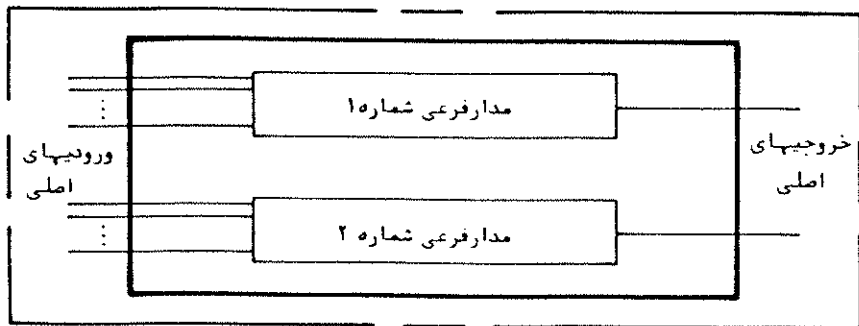 مدارفرعی شماره۱
خروجیهای
اصلی
ورودیهای
اصلی
مدارفرعی شماره ۲